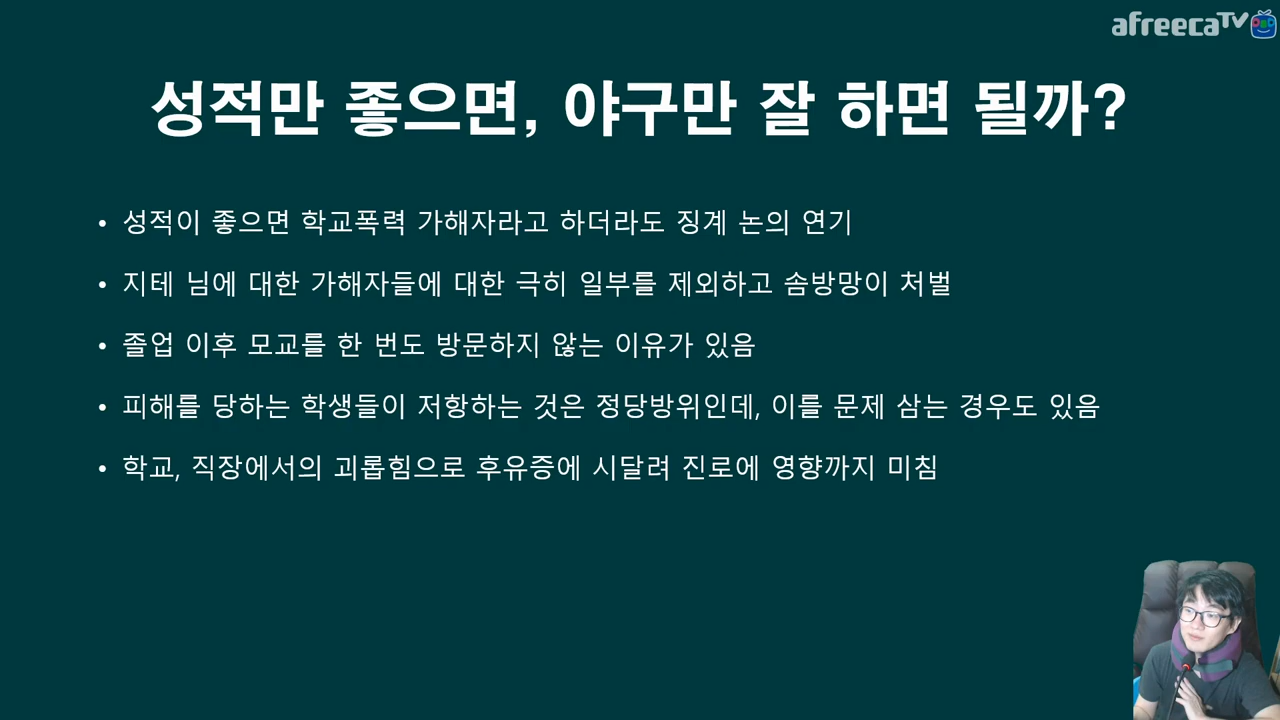 afreecaTV
성적만 좋으면, 야구만 잘 하면 될까?
• 성적이 좋으면 학교폭력 가해자라고 하더라도 징계 논의 연기
• 지테 님에 대한 가해자들에 대한 극히 일부를 제외하고 솜방망이 처벌
• 졸업 이후 모교를 한 번도 방문하지 않는 이유가 있음
• 피해를 당하는 학생들이 저항하는 것은 정당방위인데, 이를 문제 삼는 경우도 있음
• 학교, 직장에서의 괴롭힘으로 후유증에 시달려 진로에 영향까지 미침